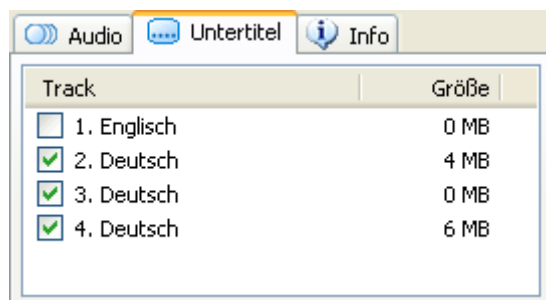 Audio Untertitel Info
Track Größe
1. Englisch 0 MB
2. Deutsch 4 MB
3. Deutsch 0 MB
4. Deutsch 6 MB